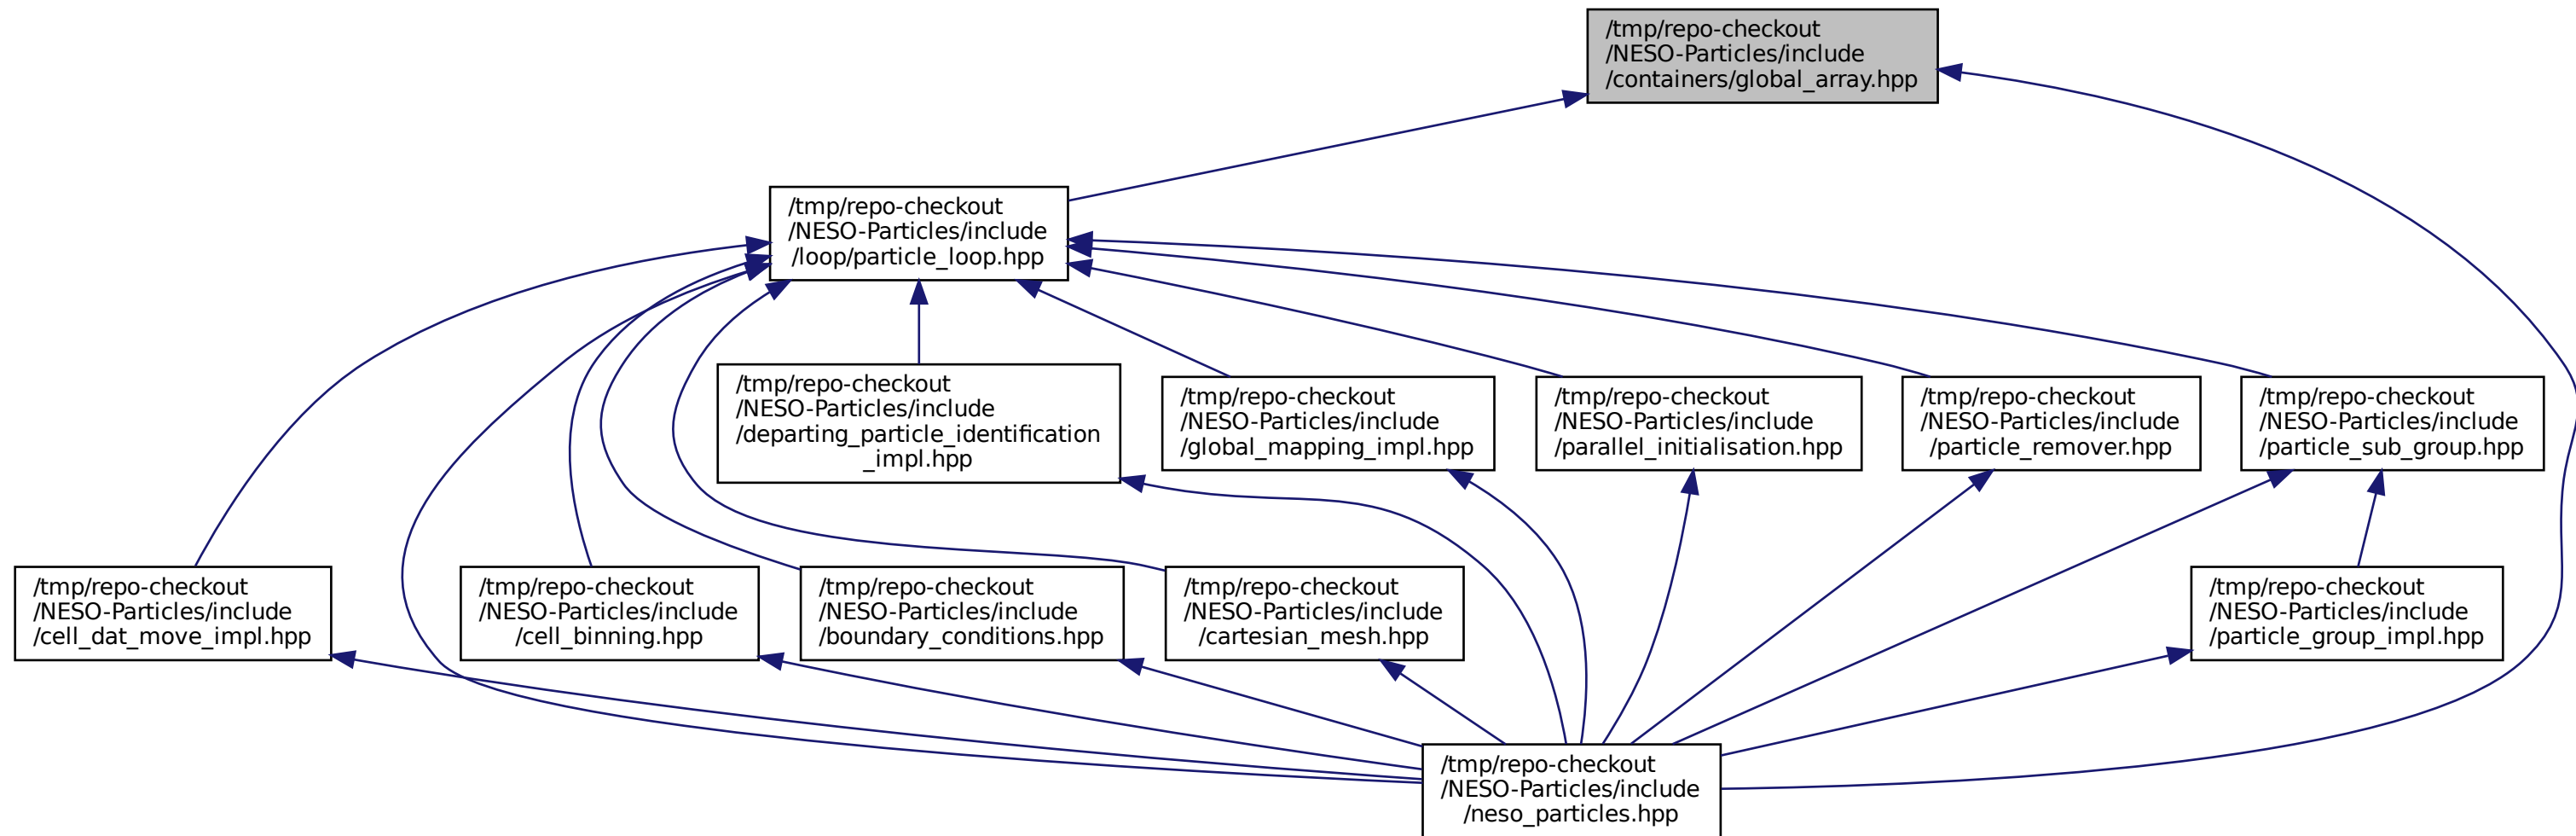 /tmp/repo-checkout
/NESO-Particles/include
/containers/global_array.hpp
/tmp/repo-checkout
/NESO-Particles/include
/loop/particle_loop.hpp
/tmp/repo-checkout
/NESO-Particles/include
/departing_particle_identification
_impl.hpp
/tmp/repo-checkout
/NESO-Particles/include
/global_mapping_impl.hpp
/tmp/repo-checkout
/NESO-Particles/include
/parallel_initialisation.hpp
/tmp/repo-checkout
/NESO-Particles/include
/particle_remover.hpp
/tmp/repo-checkout
/NESO-Particles/include
/particle_sub_group.hpp
/tmp/repo-checkout
/NESO-Particles/include
/cell_dat_move_impl.hpp
/tmp/repo-checkout
/NESO-Particles/include
/cell_binning.hpp
/tmp/repo-checkout
/NESO-Particles/include
/boundary_conditions.hpp
/tmp/repo-checkout
/NESO-Particles/include
/cartesian_mesh.hpp
/tmp/repo-checkout
/NESO-Particles/include
/particle_group_impl.hpp
/tmp/repo-checkout
/NESO-Particles/include
/neso_particles.hpp